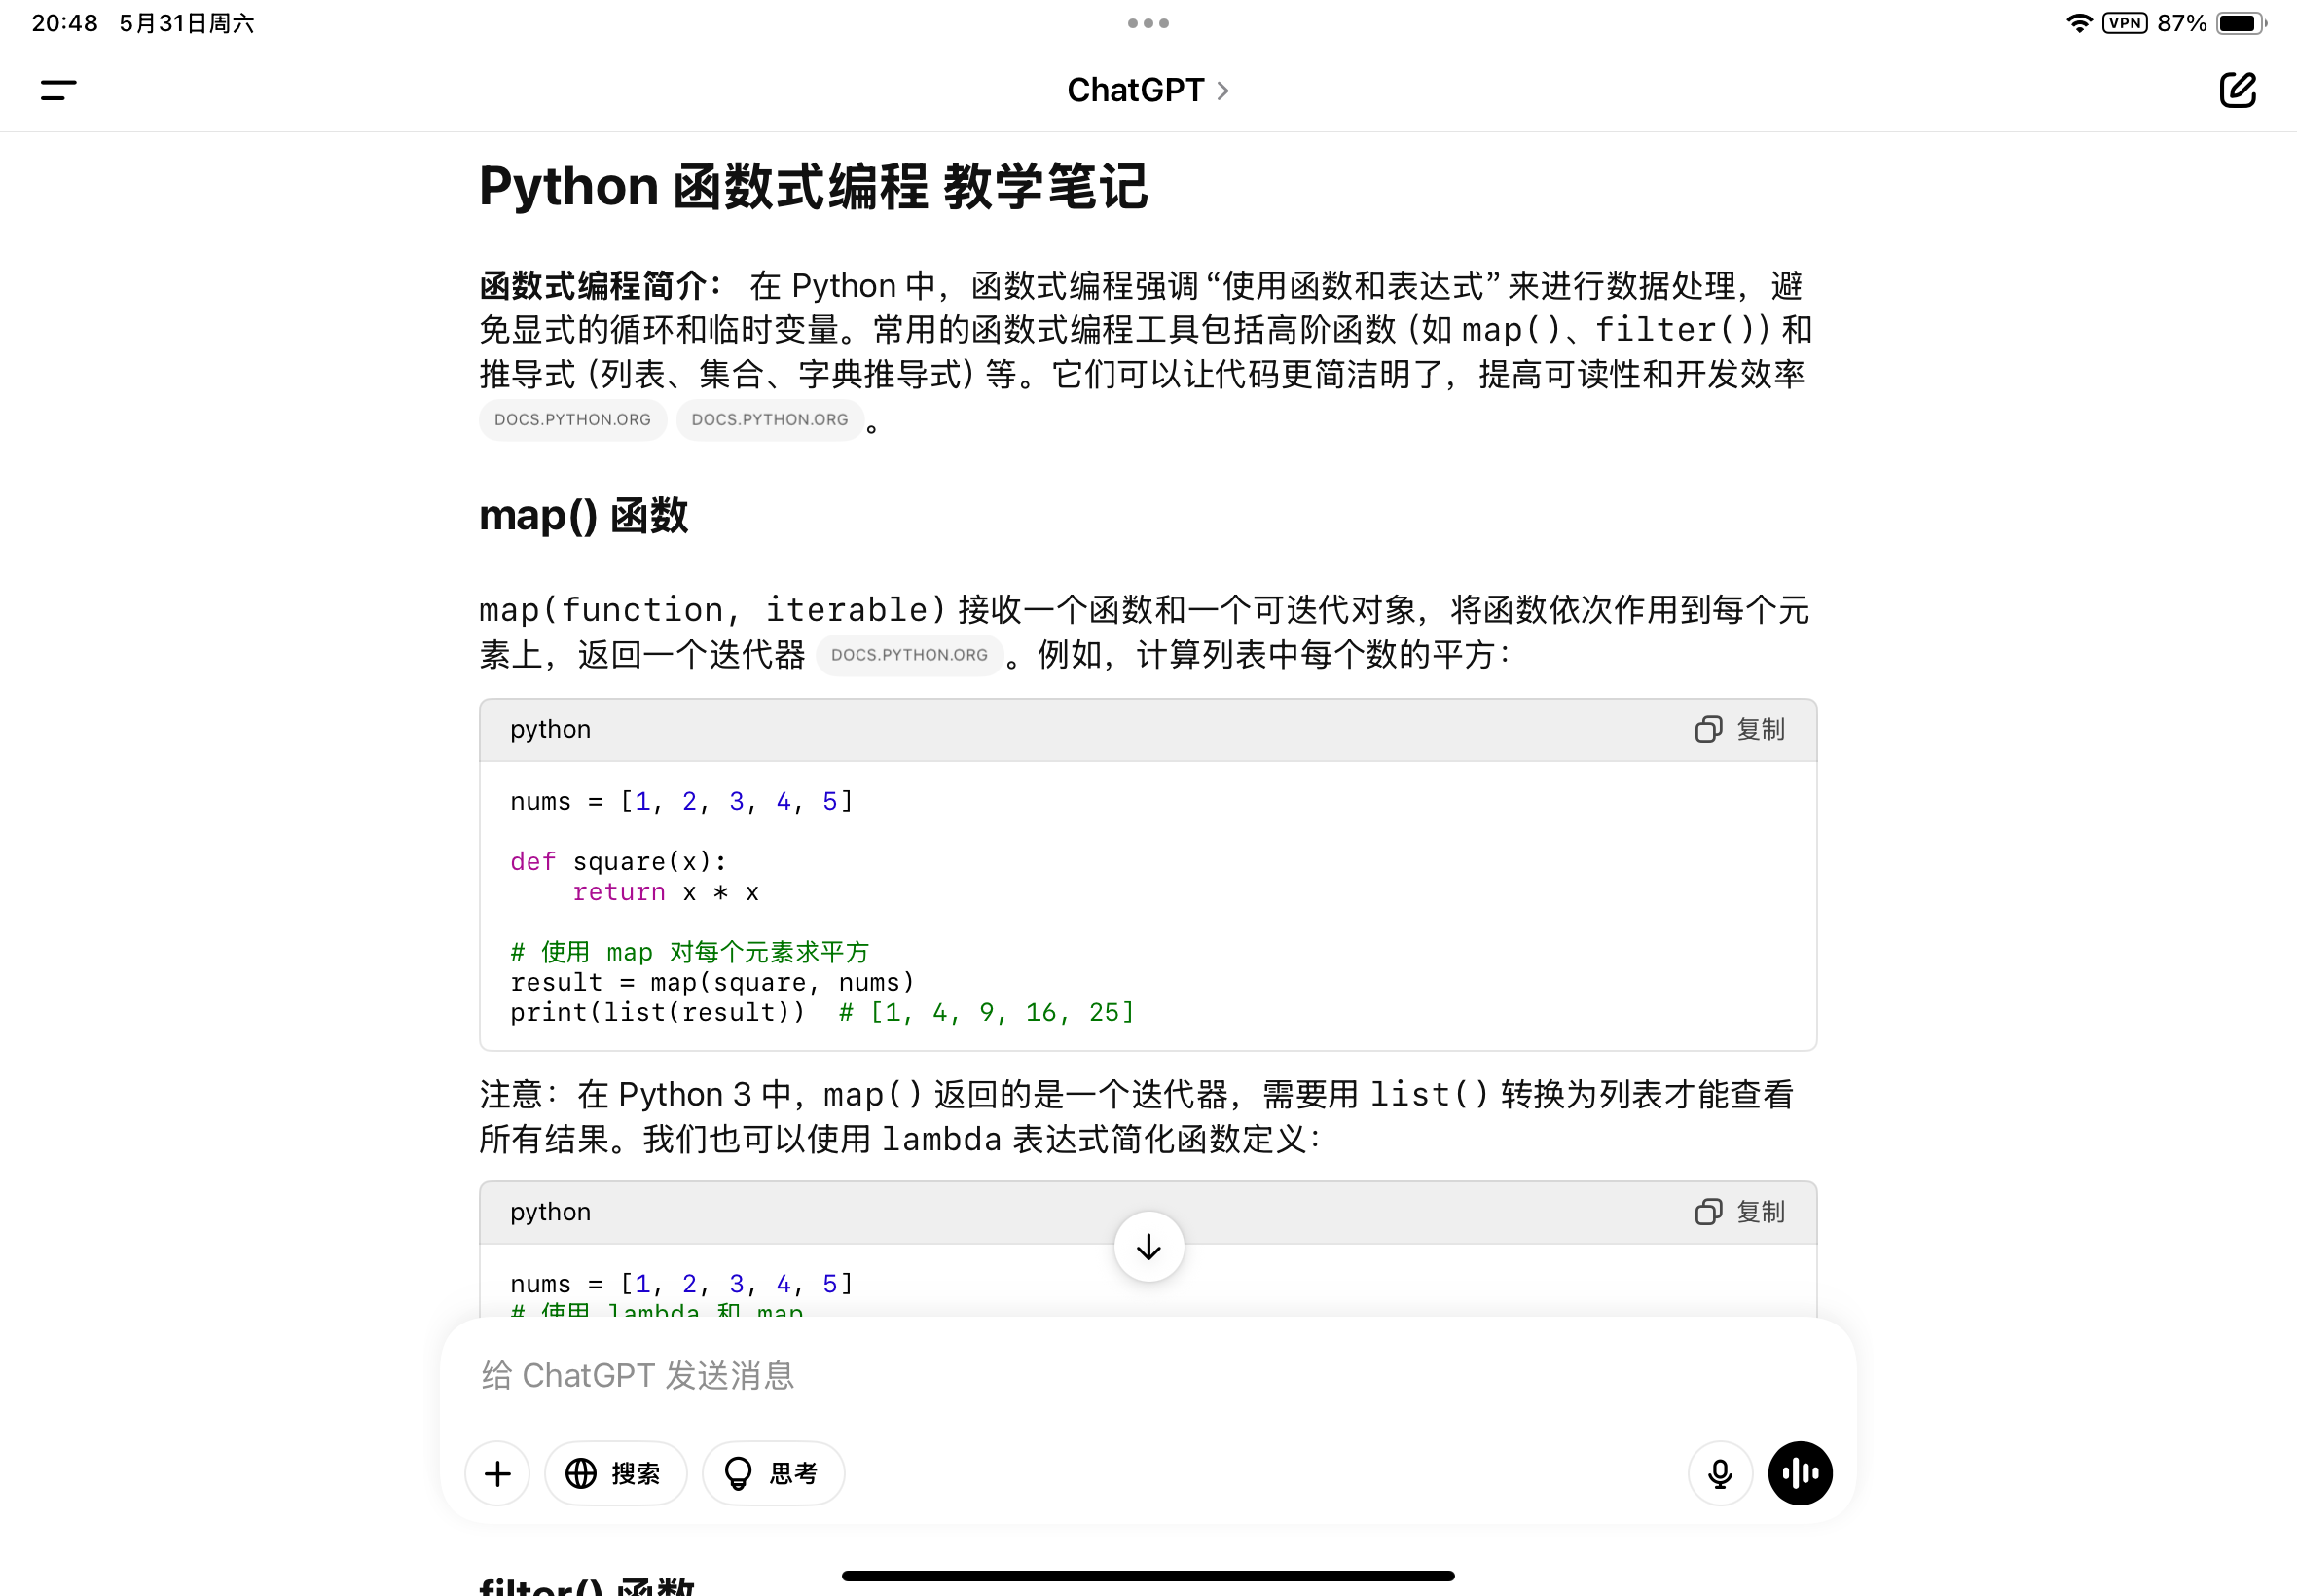 20:48 5月31日周六
VPN 87%
ChatGPT
Python 函数式编程 教学笔记
函数式编程简介： 在 Python 中，函数式编程强调“使用函数和表达式”来进行数据处理，避
免显式的循环和临时变量。常用的函数式编程工具包括高阶函数（如 map()、filter()）和
推导式（列表、集合、字典推导式）等。它们可以让代码更简洁明了，提高可读性和开发效率
DOCS.PYTHON.ORG DOCS.PYTHON.ORG 。
map() 函数
map(function, iterable) 接收一个函数和一个可迭代对象，将函数依次作用到每个元
素上，返回一个迭代器 DOCS.PYTHON.ORG 。例如，计算列表中每个数的平方：
python 复制
nums = [1, 2, 3, 4, 5]
def square(x):
    return x * x
# 使用 map 对每个元素求平方
result = map(square, nums)
print(list(result))  # [1, 4, 9, 16, 25]
注意：在 Python 3 中，map() 返回的是一个迭代器，需要用 list() 转换为列表才能查看
所有结果。我们也可以使用 lambda 表达式简化函数定义：
python 复制
nums = [1, 2, 3, 4, 5]
# 使用 lambda 和 map
给 ChatGPT 发送消息
搜索 思考
filter() 函数